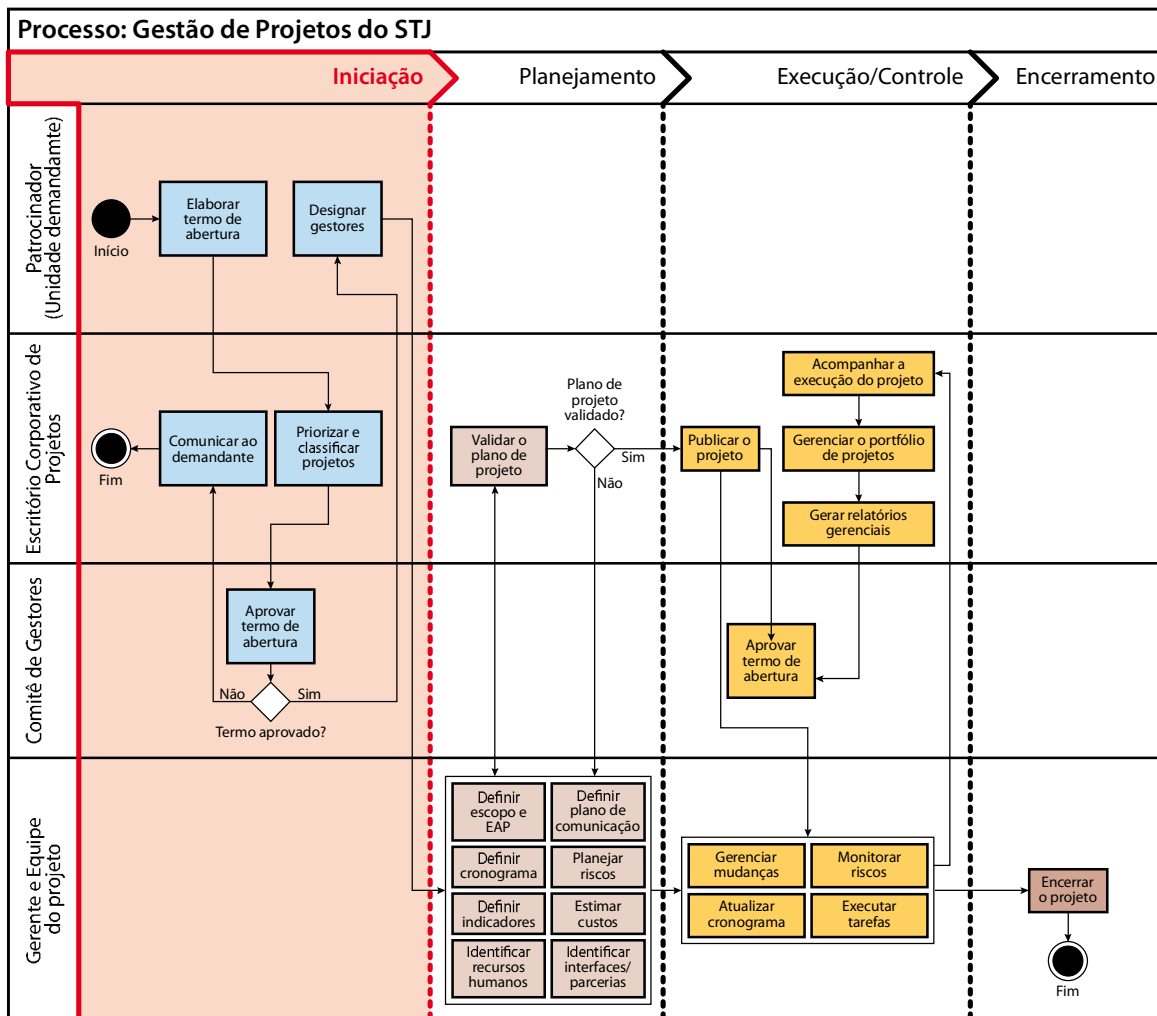 Processo: Gestão de Projetos do STJ
Iniciação
Planejamento
Execução/Controle
Encerramento
Patrocinador
(Unidade demandamte)
Início
Elaborar
termo de
abertura
Designar
gestores
Escritório Corporativo de
Projetos
Fim
Comunicar ao
demandante
Priorizar e
classificar
projetos
Validar o
plano de
projeto
Plano de
projeto
validado?
Sim
Não
Publicar o
projeto
Acompanhar a
execução do projeto
Gerenciar o portfólio
de projetos
Gerar relatórios
gerenciais
Comitê de Gestores
Aprovar
termo de
abertura
Não
Sim
Termo aprovado?
Aprovar
termo de
abertura
Gerente e Equipe
do projeto
Definir
escopo e
EAP
Definir
plano de
comunicação
Definir
cronograma
Planejar
riscos
Definir
indicadores
Estimar
custos
Identificar
recursos
humanos
Identificar
interfaces/
parcerias
Gerenciar
mudanças
Monitorar
riscos
Atualizar
cronograma
Executar
tarefas
Encerrar
o projeto
Fim